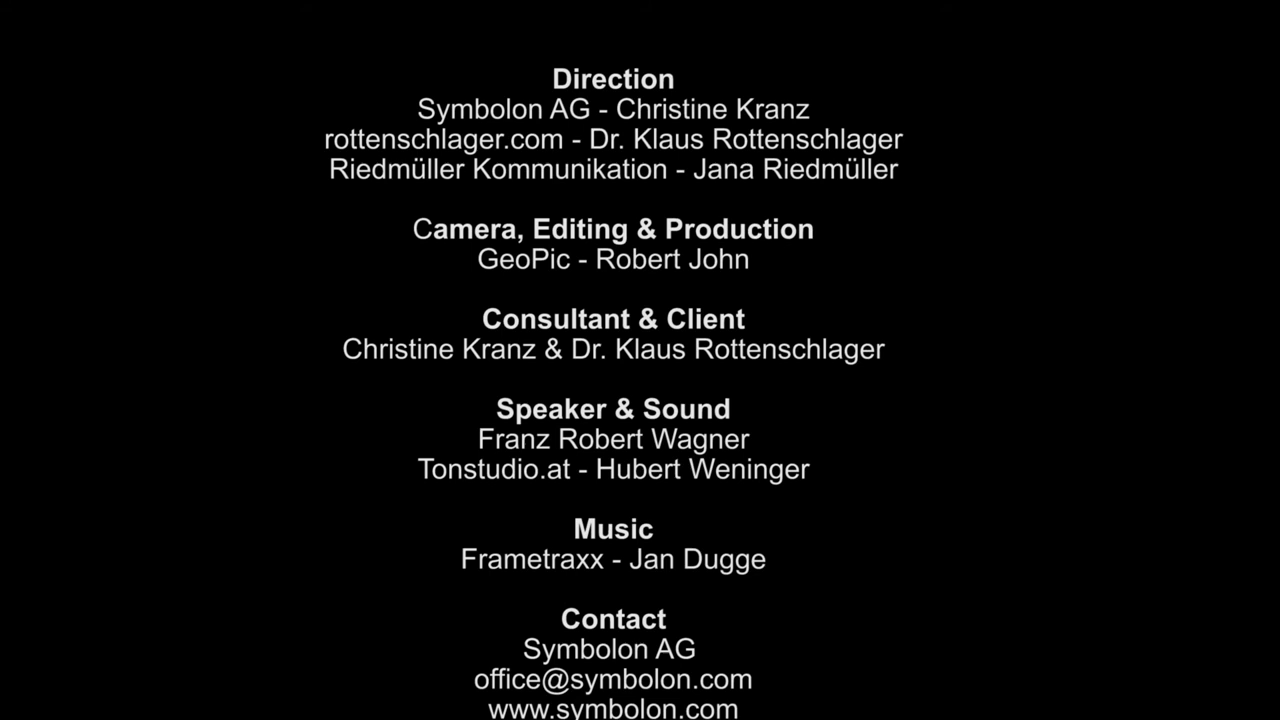 Direction
Symbolon AG - Christine Kranz
rottenschlager.com - Dr. Klaus Rottenschlager
Riedmüller Kommunikation - Jana Riedmüller
Camera, Editing & Production
GeoPic - Robert John
Consultant & Client
Christine Kranz & Dr. Klaus Rottenschlager
Speaker & Sound
Franz Robert Wagner
Tonstudio.at - Hubert Weninger
Music
Frametraxx - Jan Dugge
Contact
Symbolon AG
office@symbolon.com
www.symbolon.com